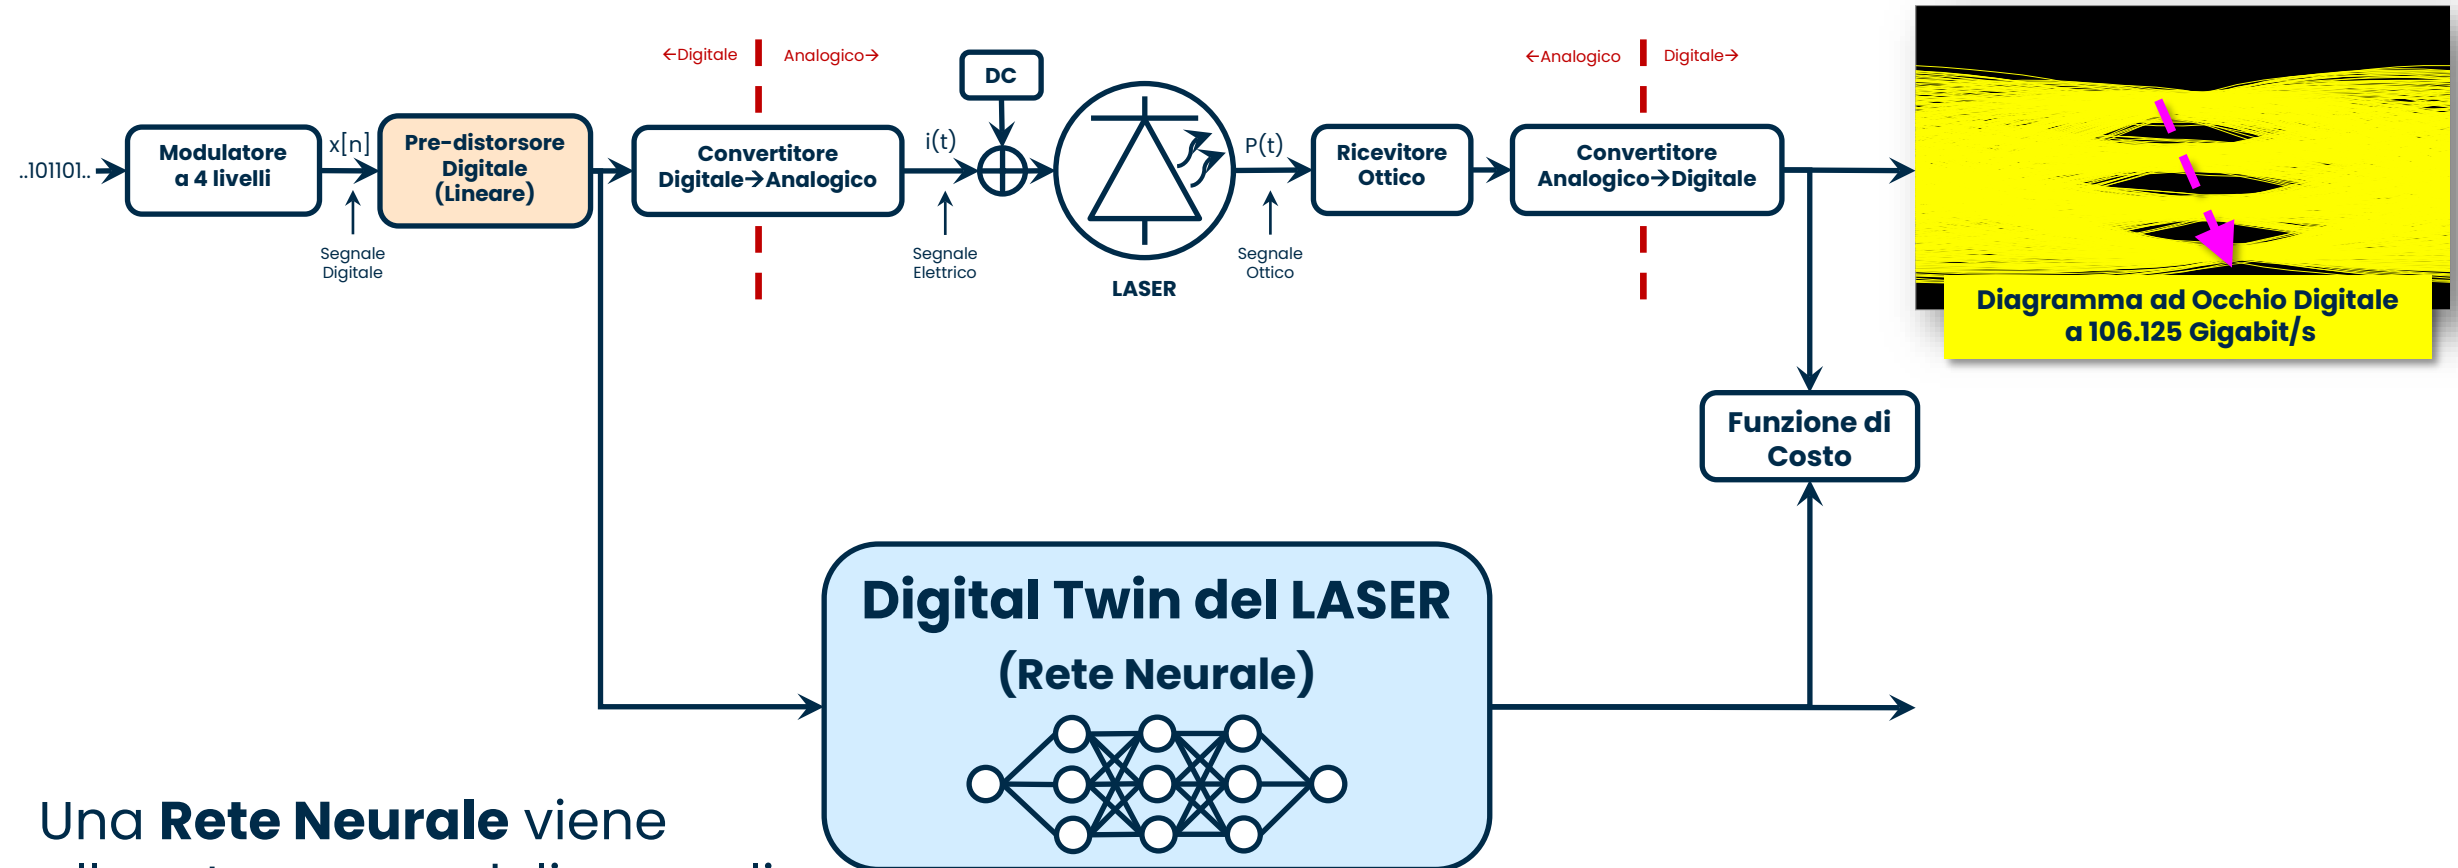 ←Digitale
Analogico→
←Analogico
Digitale→
DC
..101101..
Modulatore
a 4 livelli
x[n]
Segnale
Digitale
Pre-distorsore
Digitale
(Lineare)
Convertitore
Digitale→Analogico
i(t)
Segnale
Elettrico
LASER
P(t)
Segnale
Ottico
Ricevitore
Ottico
Convertitore
Analogico→Digitale
Diagramma ad Occhio Digitale
a 106.125 Gigabit/s
Funzione di
Costo
Digital Twin del LASER
(Rete Neurale)
Una Rete Neurale viene